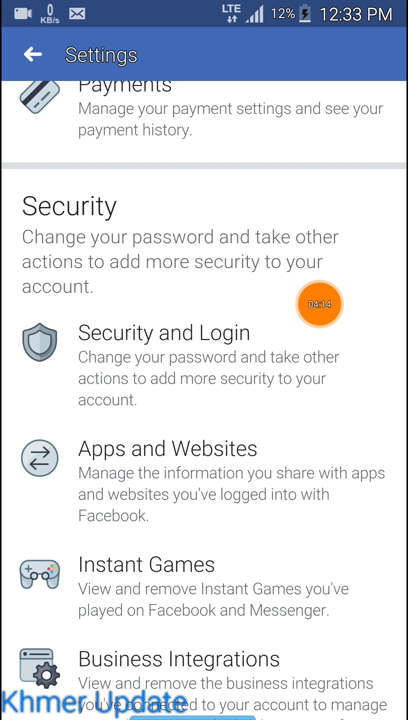 0
KB/s
LTE
12%
12:33 PM
Settings
Payments
Manage your payment settings and see your
payment history.
Security
Change your password and take other
actions to add more security to your
account.
04:14
Security and Login
Change your password and take other
actions to add more security to your
account.
Apps and Websites
Manage the information you share with apps
and websites you've logged into with
Facebook.
Instant Games
View and remove Instant Games you've
played on Facebook and Messenger.
Business Integrations
View and remove the business integrations
you've connected to your account to manage
Khmer Update